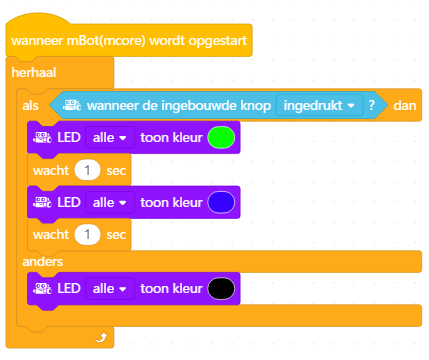 wanneer mBot(mcore) wordt opgestart
herhaal
als wanneer de ingebouwde knop ingedrukt ? dan
LED alle toon kleur
wacht 1 sec
LED alle toon kleur
wacht 1 sec
anders
LED alle toon kleur